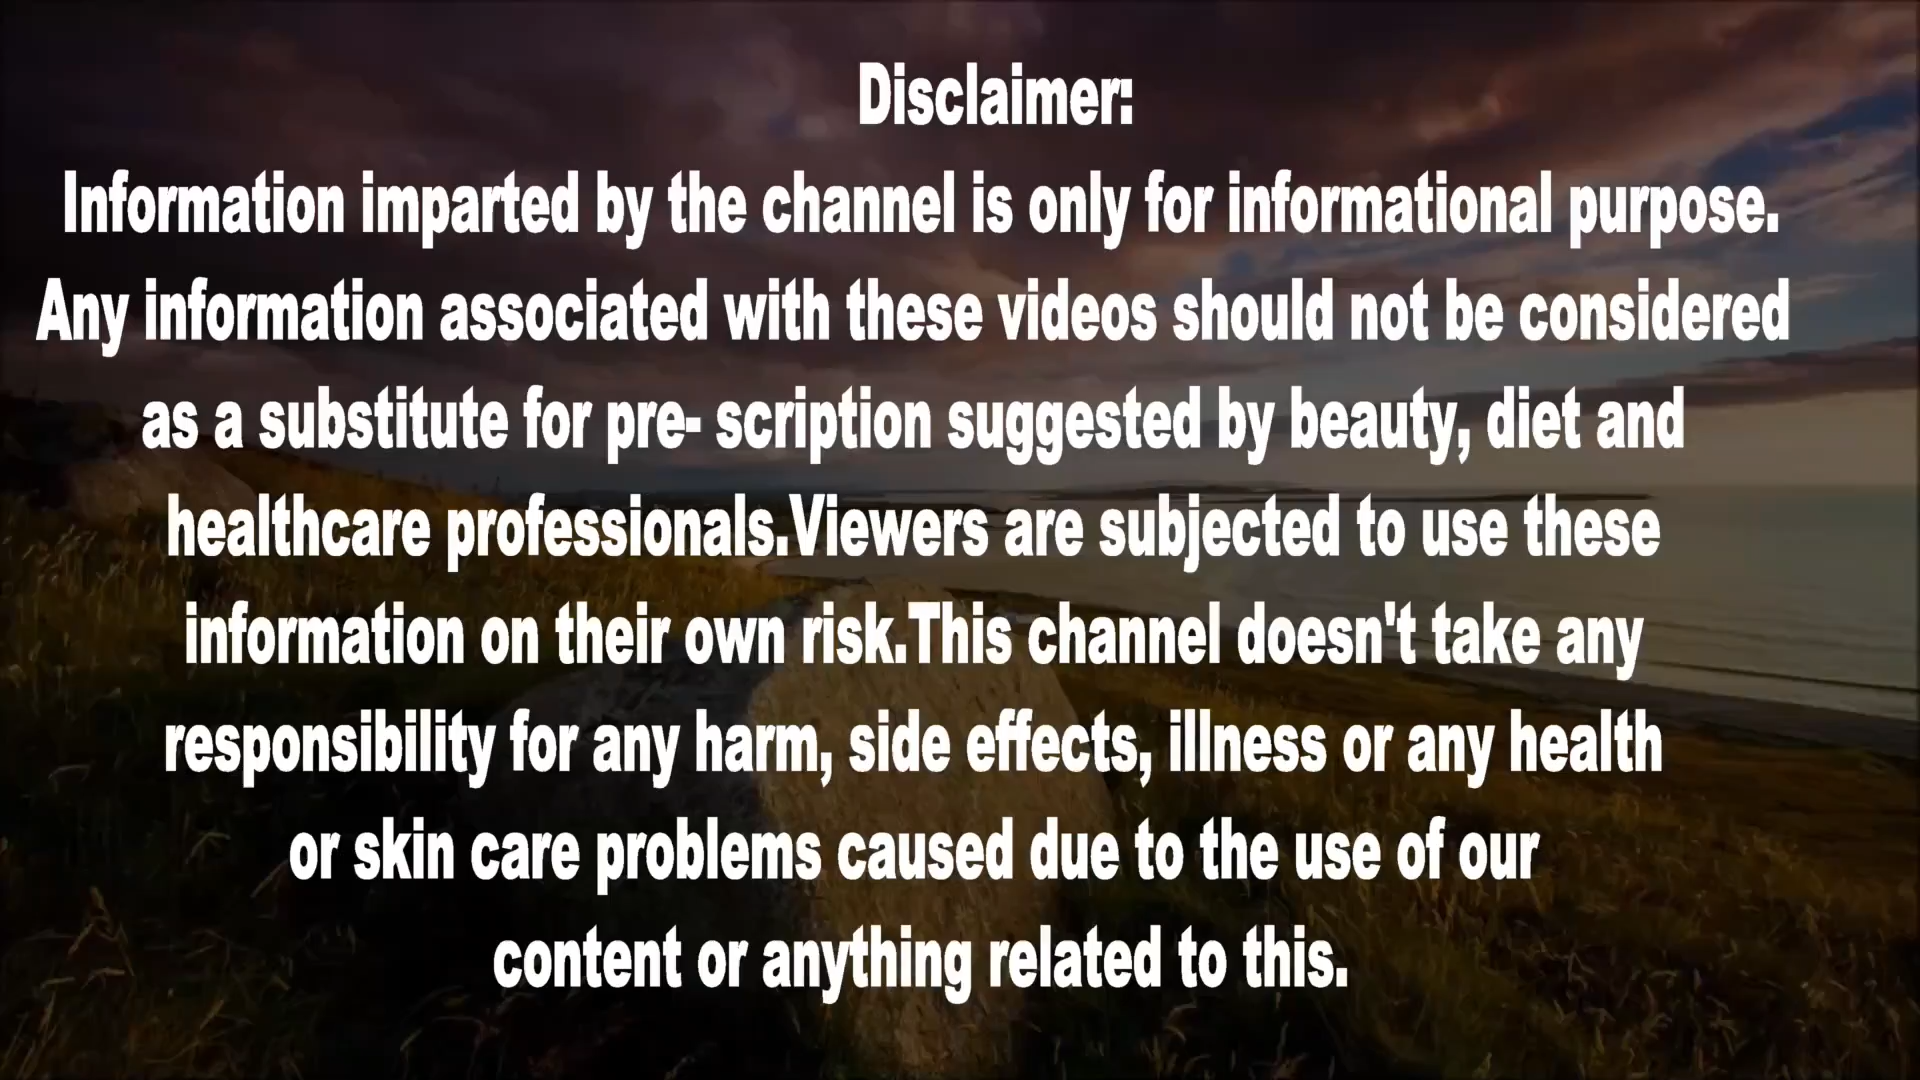 Disclaimer:
Information imparted by the channel is only for informational purpose.
Any information associated with these videos should not be considered
as a substitute for pre- scription suggested by beauty, diet and
healthcare professionals.Viewers are subjected to use these
information on their own risk.This channel doesn't take any
responsibility for any harm, side effects, illness or any health
or skin care problems caused due to the use of our
content or anything related to this.